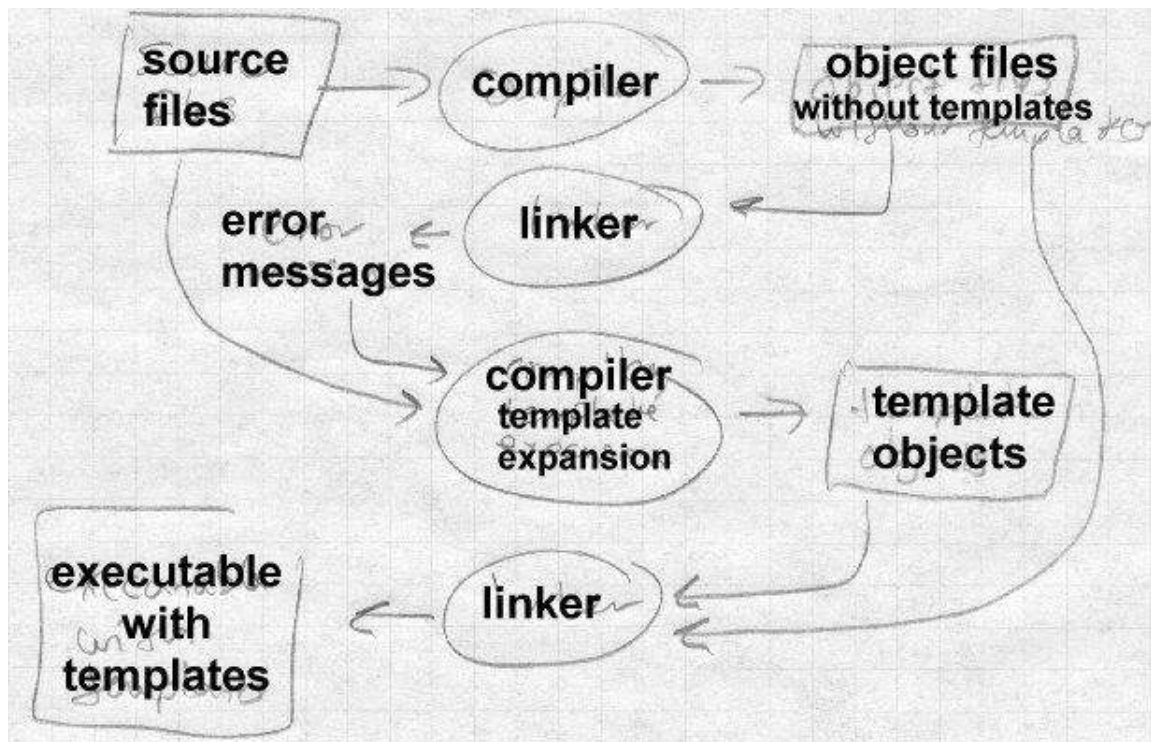 source
files
compiler
object files
without templates
error
messages
linker
compiler
template
expansion
template
objects
executable
with
templates
linker